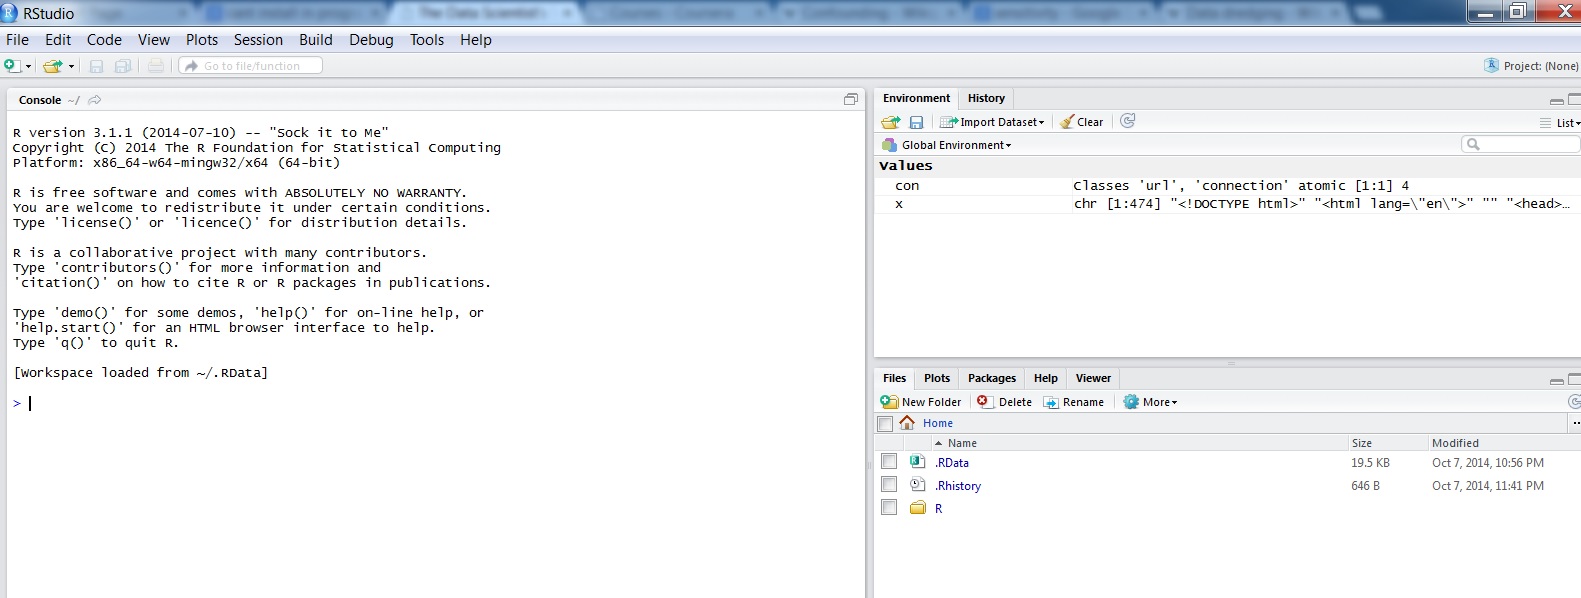 RStudio
File Edit Code View Plots Session Build Debug Tools Help
Go to file/function
Project: (None)
Console ~/
R version 3.1.1 (2014-07-10) -- "Sock it to Me"
Copyright (C) 2014 The R Foundation for Statistical Computing
Platform: x86_64-w64-mingw32/x64 (64-bit)
R is free software and comes with ABSOLUTELY NO WARRANTY.
You are welcome to redistribute it under certain conditions.
Type 'license()' or 'licence()' for distribution details.
R is a collaborative project with many contributors.
Type 'contributors()' for more information and
'citation()' on how to cite R or R packages in publications.
Type 'demo()' for some demos, 'help()' for on-line help, or
'help.start()' for an HTML browser interface to help.
Type 'q()' to quit R.
[Workspace loaded from ~/.RData]
>
Environment History
Import Dataset Clear
List
Global Environment
Values
con Classes 'url', 'connection' atomic [1:1] 4
x chr [1:474] "<!DOCTYPE html>" "<html lang=\"en\">" "" "<head>...
Files Plots Packages Help Viewer
New Folder Delete Rename More
Home
Name Size Modified
.RData 19.5 KB Oct 7, 2014, 10:56 PM
.Rhistory 646 B Oct 7, 2014, 11:41 PM
R